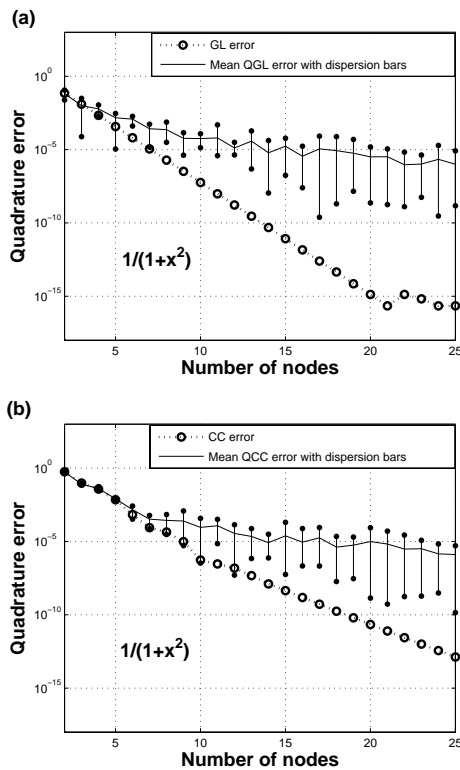 (a)
GL error
Mean QGL error with dispersion bars
10^0
10^-5
10^-10
10^-15
Quadrature error
1/(1+x^2)
5 10 15 20 25
Number of nodes
(b)
CC error
Mean QCC error with dispersion bars
10^0
10^-5
10^-10
10^-15
Quadrature error
1/(1+x^2)
5 10 15 20 25
Number of nodes